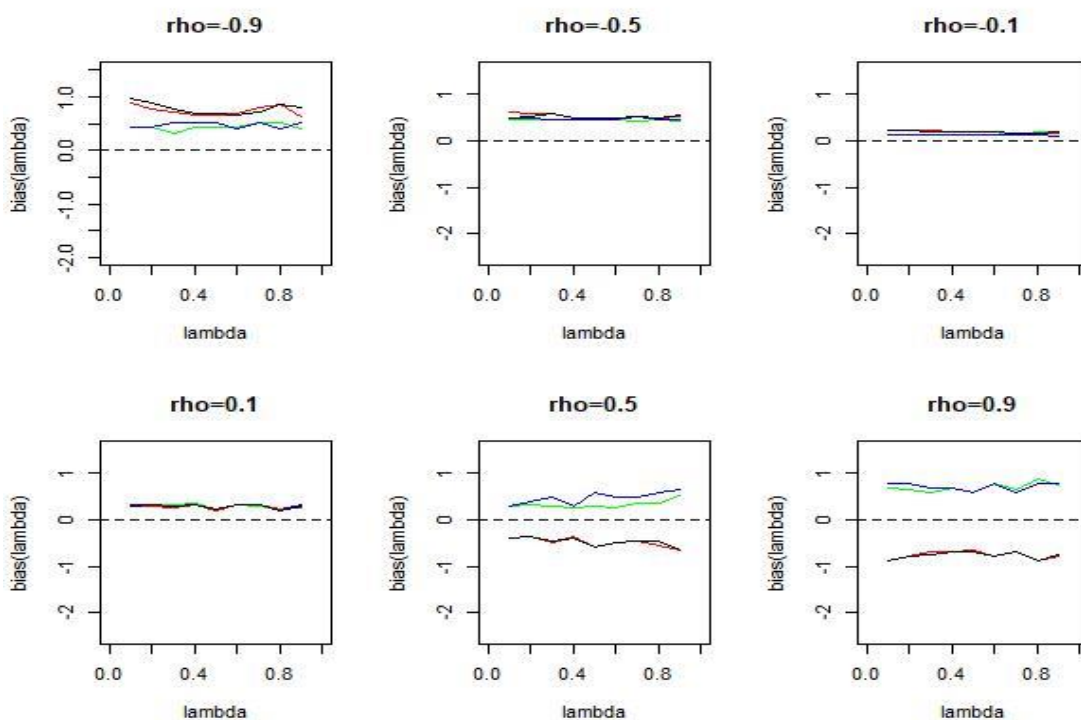 rho=-0.9
bias(lambda)
1.0
0.0
-1.0
-2.0
0.0 0.4 0.8
lambda
rho=-0.5
bias(lambda)
1
0
-1
-2
0.0 0.4 0.8
lambda
rho=-0.1
bias(lambda)
1
0
-1
-2
0.0 0.4 0.8
lambda
rho=0.1
bias(lambda)
1
0
-1
-2
0.0 0.4 0.8
lambda
rho=0.5
bias(lambda)
1
0
-1
-2
0.0 0.4 0.8
lambda
rho=0.9
bias(lambda)
1
0
-1
-2
0.0 0.4 0.8
lambda